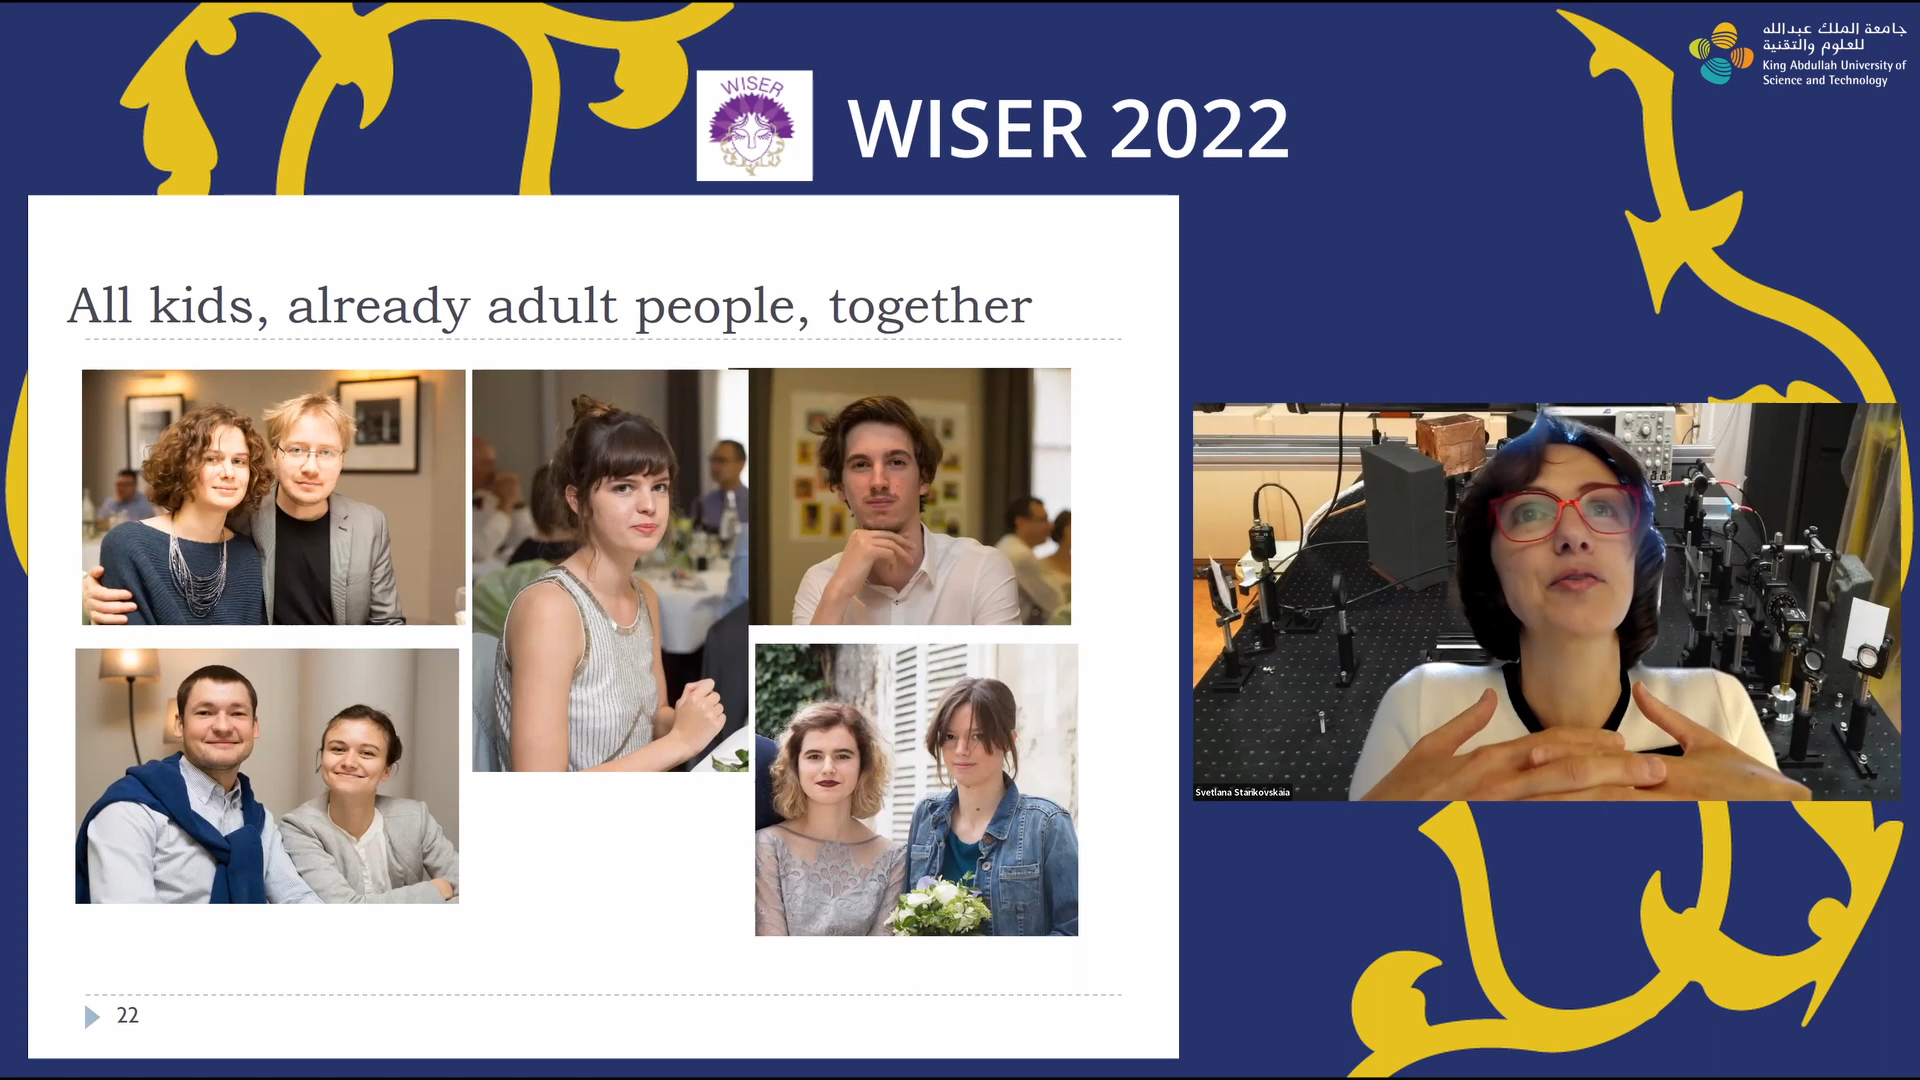 جامعة الملك عبدالله
للعلوم والتقنية
King Abdullah University of
Science and Technology
WISER
WISER 2022
All kids, already adult people, together
22
Svetlana Starikovskaia